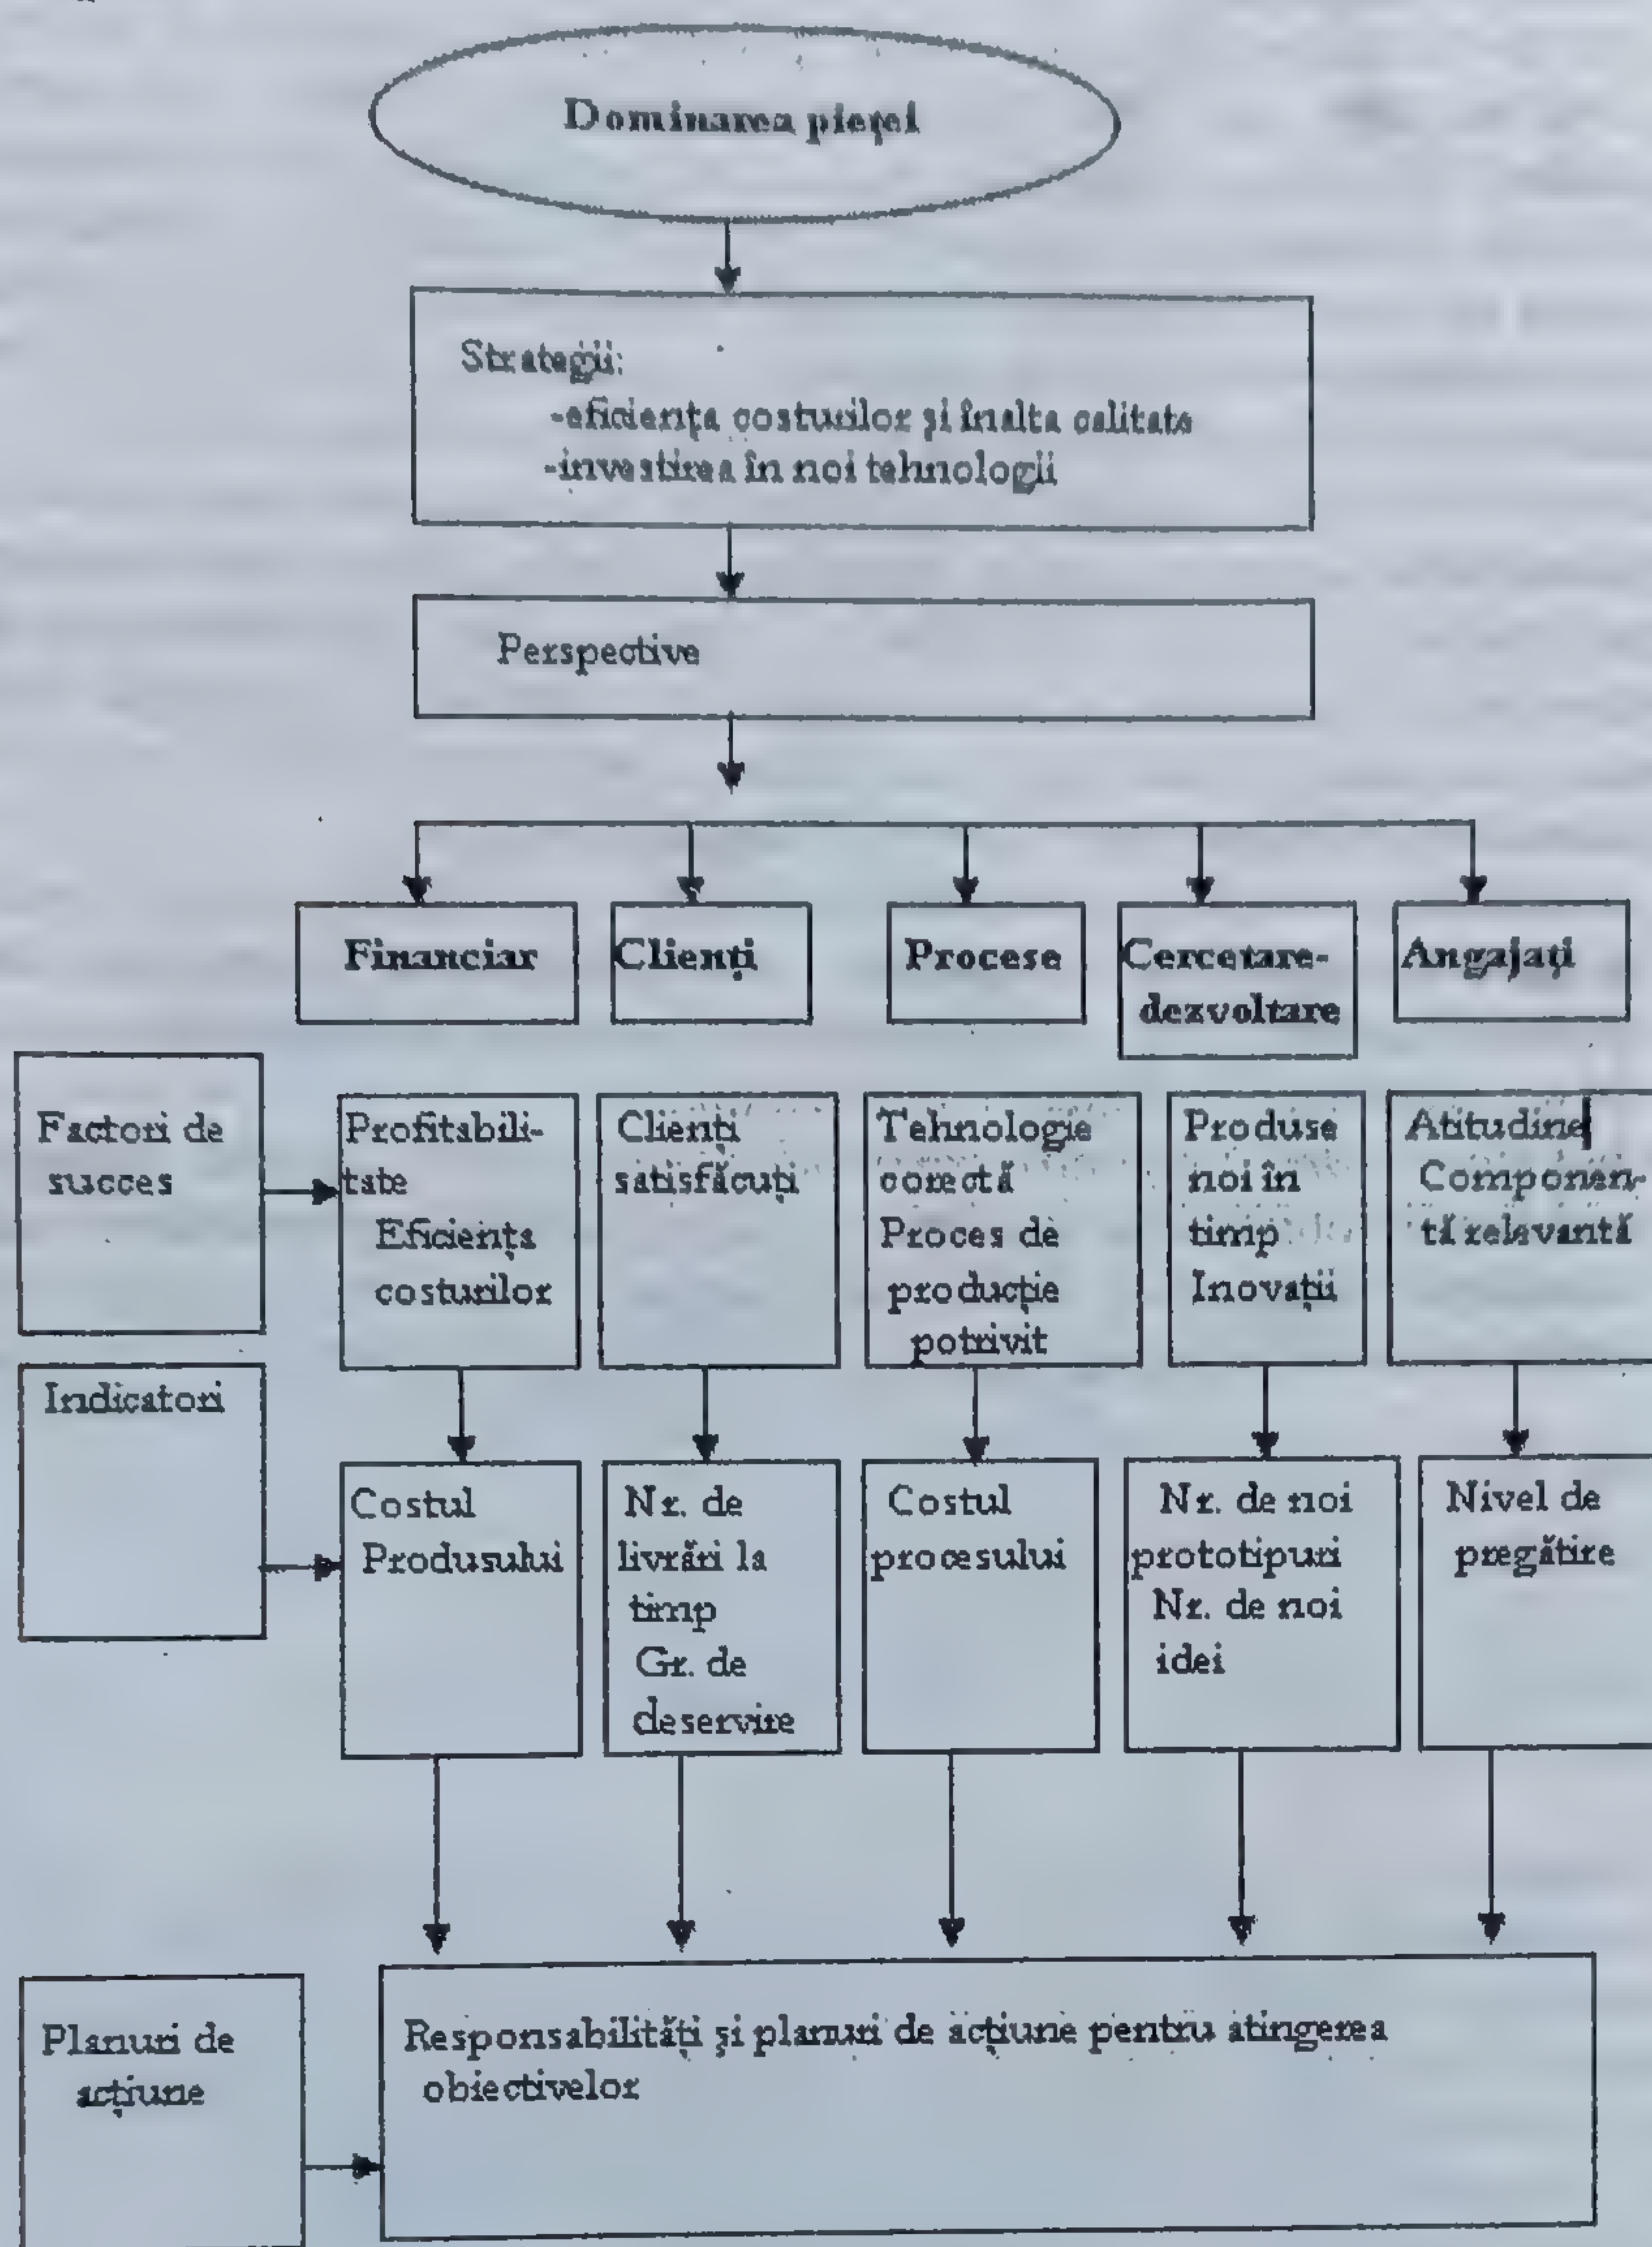 Dominarea pieței
Strategii:
-eficiența costurilor și înalta calitate
-investirea în noi tehnologii
Perspective
Financiar
Clienți
Procese
Cercetare-
dezvoltare
Angajați
Factori de
succes
Profitabili-
tate
Eficiența
costurilor
Clienți
satisfăcuți
Tehnologie
corectă
Proces de
producție
potrivit
Produse
noi în
timp
Inovații
Atitudine
Componen-
tă relevantă
Indicatori
Costul
Produsului
Nr. de
livrări la
timp
Gr. de
deservire
Costul
procesului
Nr. de noi
prototipuri
Nr. de noi
idei
Nivel de
pregătire
Planuri de
acțiune
Responsabilități și planuri de acțiune pentru atingerea
obiectivelor